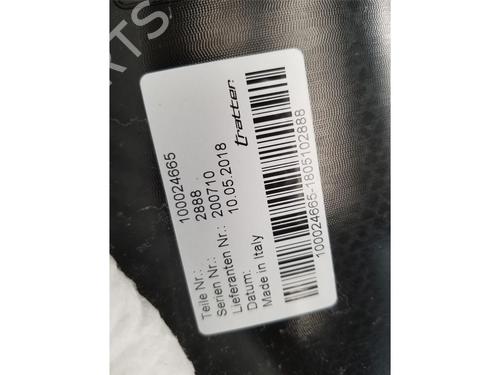 Teile Nr.: 100024665
Serien Nr.: 2888
Lieferanten Nr.: 200710
Datum: 10.05.2018
Made in Italy
tratter
100024665-1805102888
PARTS